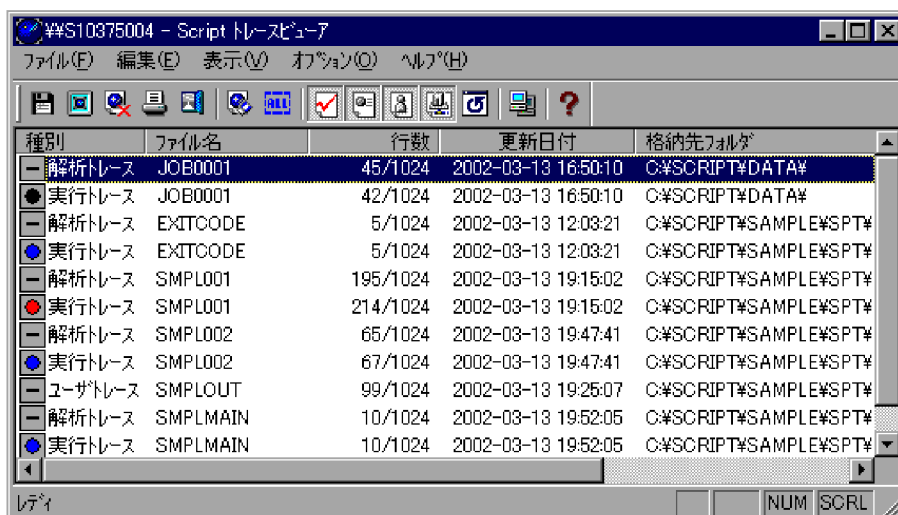 ¥¥S10375004 - Script トレースビューア
ファイル(F) 編集(E) 表示(V) オプション(O) ヘルプ(H)
ALL ?
種別 ファイル名 行数 更新日付 格納先フォルダ
解析トレース JOB0001 45/1024 2002-03-13 16:50:10 C:¥SCRIPT¥DATA¥
実行トレース JOB0001 42/1024 2002-03-13 16:50:10 C:¥SCRIPT¥DATA¥
解析トレース EXITCODE 5/1024 2002-03-13 12:03:21 C:¥SCRIPT¥SAMPLE¥SPT¥
実行トレース EXITCODE 5/1024 2002-03-13 12:03:21 C:¥SCRIPT¥SAMPLE¥SPT¥
解析トレース SMPL001 195/1024 2002-03-13 19:15:02 C:¥SCRIPT¥SAMPLE¥SPT¥
実行トレース SMPL001 214/1024 2002-03-13 19:15:02 C:¥SCRIPT¥SAMPLE¥SPT¥
解析トレース SMPL002 65/1024 2002-03-13 19:47:41 C:¥SCRIPT¥SAMPLE¥SPT¥
実行トレース SMPL002 67/1024 2002-03-13 19:47:41 C:¥SCRIPT¥SAMPLE¥SPT¥
ユーザトレース SMPLOUT 99/1024 2002-03-13 19:25:07 C:¥SCRIPT¥SAMPLE¥SPT¥
解析トレース SMPLMAIN 10/1024 2002-03-13 19:52:05 C:¥SCRIPT¥SAMPLE¥SPT¥
実行トレース SMPLMAIN 10/1024 2002-03-13 19:52:05 C:¥SCRIPT¥SAMPLE¥SPT¥
レディ NUM SCRL